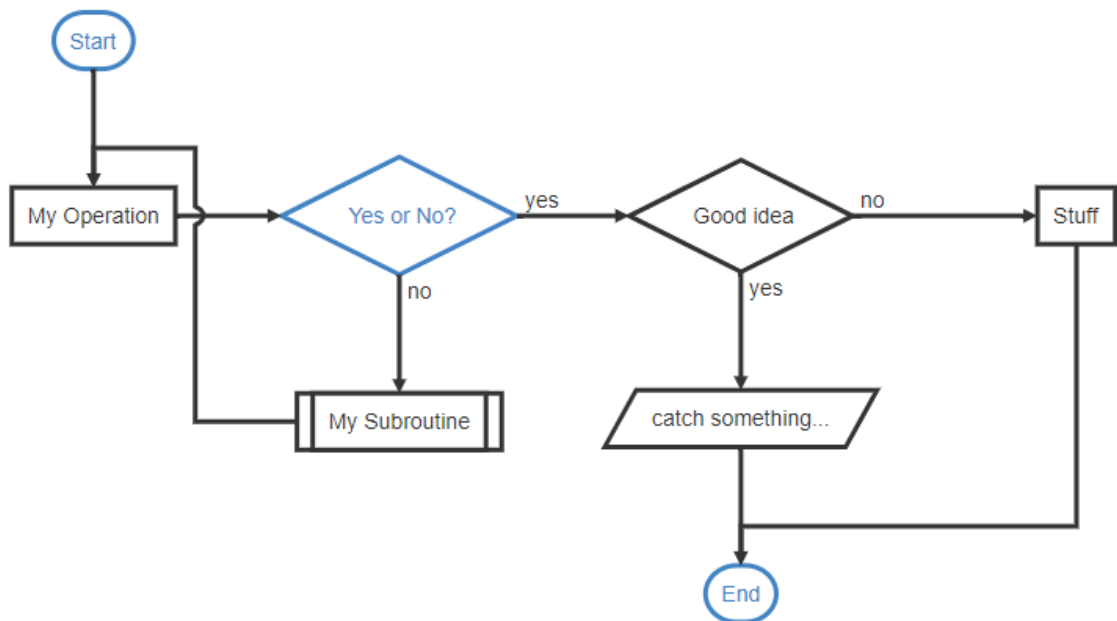 Start
My Operation
Yes or No?
yes
Good idea
no
Stuff
no
yes
My Subroutine
catch something...
End